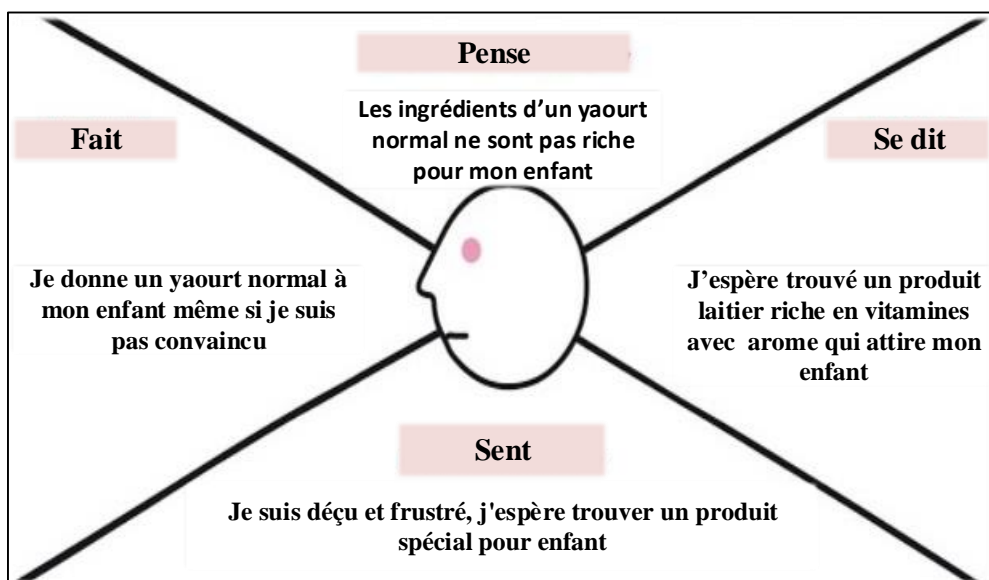 Pense
Les ingrédients d’un yaourt
normal ne sont pas riche
pour mon enfant
Fait
Je donne un yaourt normal à
mon enfant même si je suis
pas convaincu
Se dit
J’espère trouvé un produit
laitier riche en vitamines
avec arome qui attire mon
enfant
Sent
Je suis déçu et frustré, j'espère trouver un produit
spécial pour enfant